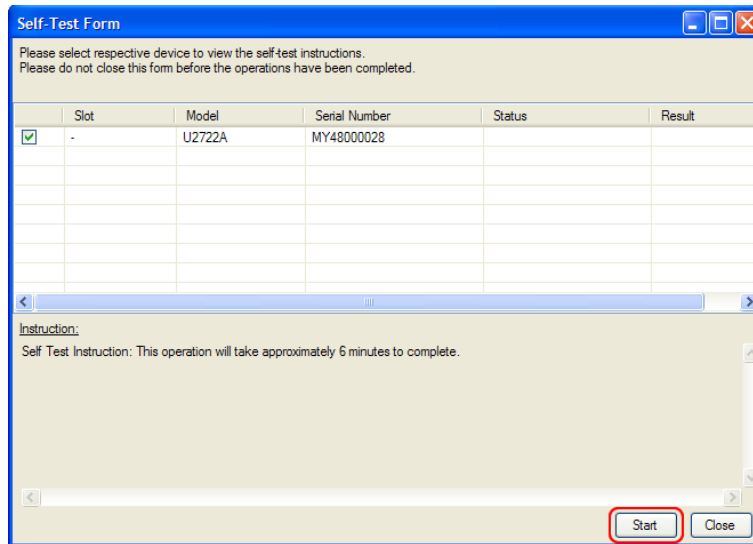 Self-Test Form
Please select respective device to view the self-test instructions.
Please do not close this form before the operations have been completed.
Slot Model Serial Number Status Result
- U2722A MY48000028
Instruction:
Self Test Instruction: This operation will take approximately 6 minutes to complete.
Start Close